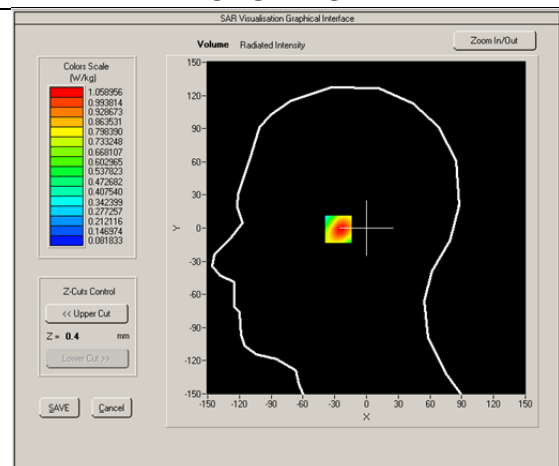 SAR Visualisation Graphical Interface
Volume Radiated Intensity
Zoom In/Out
Colors Scale
(W/kg)
1.058956
0.993814
0.928673
0.863531
0.798390
0.733248
0.668107
0.602965
0.537823
0.472682
0.407540
0.342399
0.277257
0.212116
0.146974
0.081833
Z-Cuts Control
<< Upper Cut
Z = 0.4 mm
Lower Cut >>
SAVE Cancel
150
120
90
60
30
0
-30
-60
-90
-120
-150
Y
-150 -120 -90 -60 -30 0 30 60 90 120 150
X